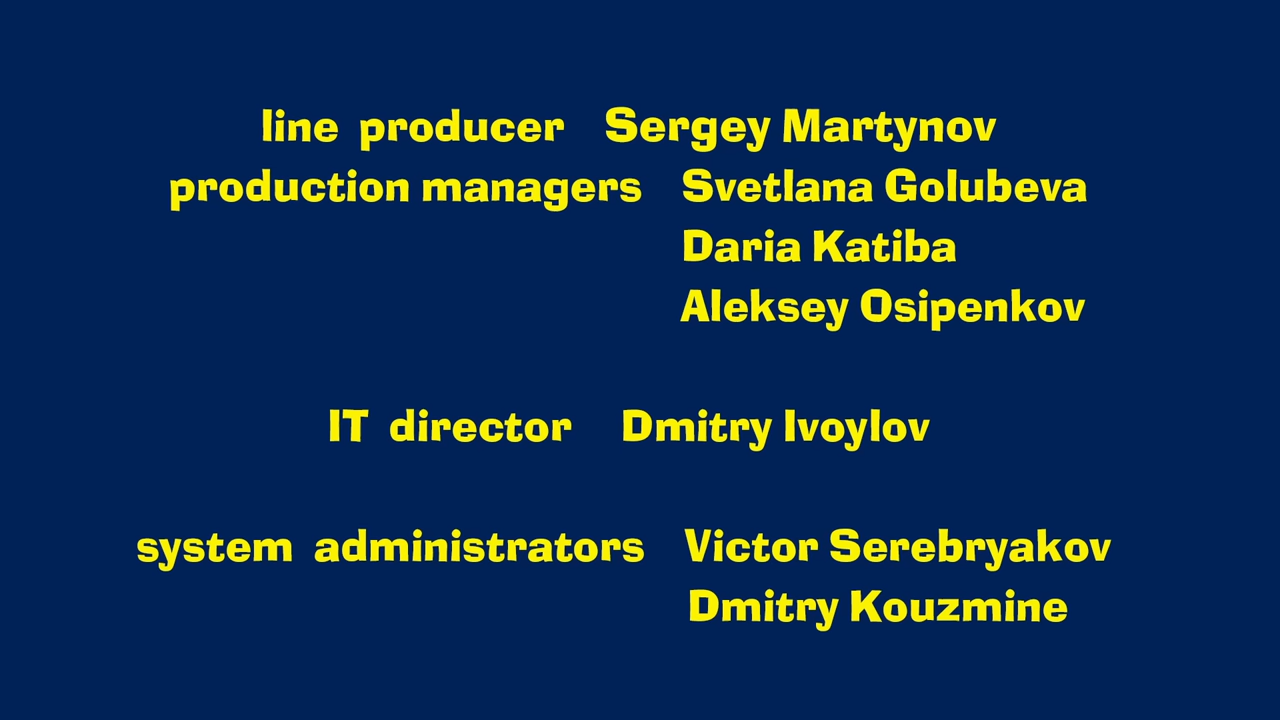 line producer Sergey Martynov
production managers Svetlana Golubeva
Daria Katiba
Aleksey Osipenkov
IT director Dmitry Ivoylov
system administrators Victor Serebryakov
Dmitry Kouzmine